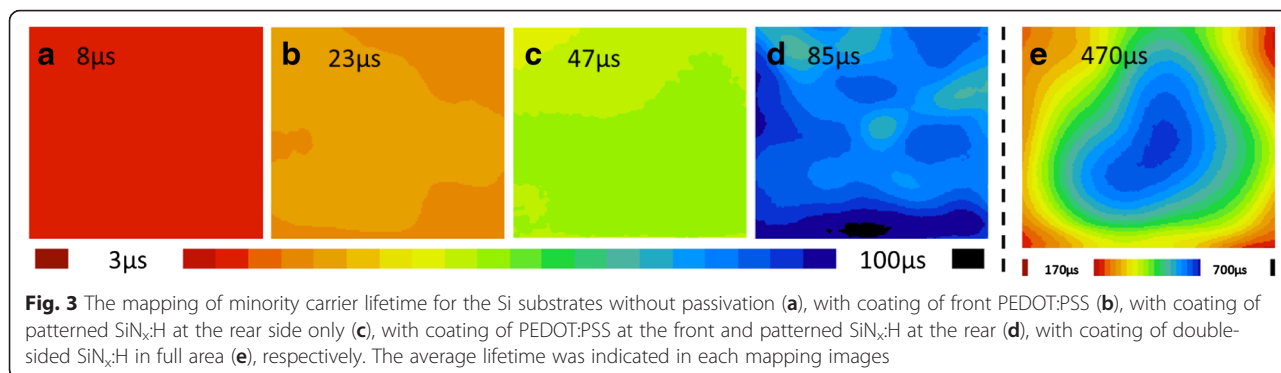 a 8μs b 23μs c 47μs d 85μs e 470μs
3μs 100μs 170μs 700μs
Fig. 3 The mapping of minority carrier lifetime for the Si substrates without passivation (a), with coating of front PEDOT:PSS (b), with coating of
patterned SiNx:H at the rear side only (c), with coating of PEDOT:PSS at the front and patterned SiNx:H at the rear (d), with coating of double-
sided SiNx:H in full area (e), respectively. The average lifetime was indicated in each mapping images